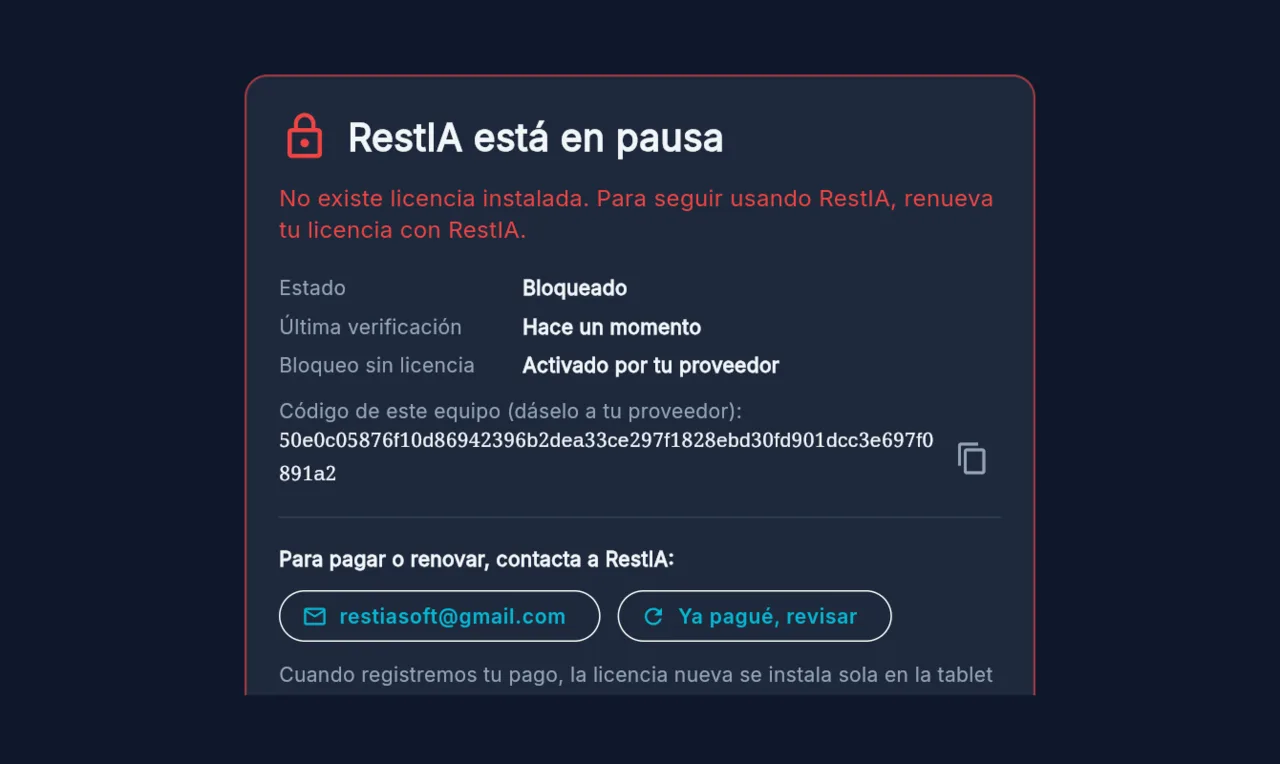 RestIA está en pausa
No existe licencia instalada. Para seguir usando RestIA, renueva
tu licencia con RestIA.
Estado Bloqueado
Última verificación Hace un momento
Bloqueo sin licencia Activado por tu proveedor
Código de este equipo (dáselo a tu proveedor):
50e0c05876f10d86942396b2dea33ce297f1828ebd30fd901dcc3e697f0
891a2
Para pagar o renovar, contacta a RestIA:
restiasoft@gmail.com Ya pagué, revisar
Cuando registremos tu pago, la licencia nueva se instala sola en la tablet